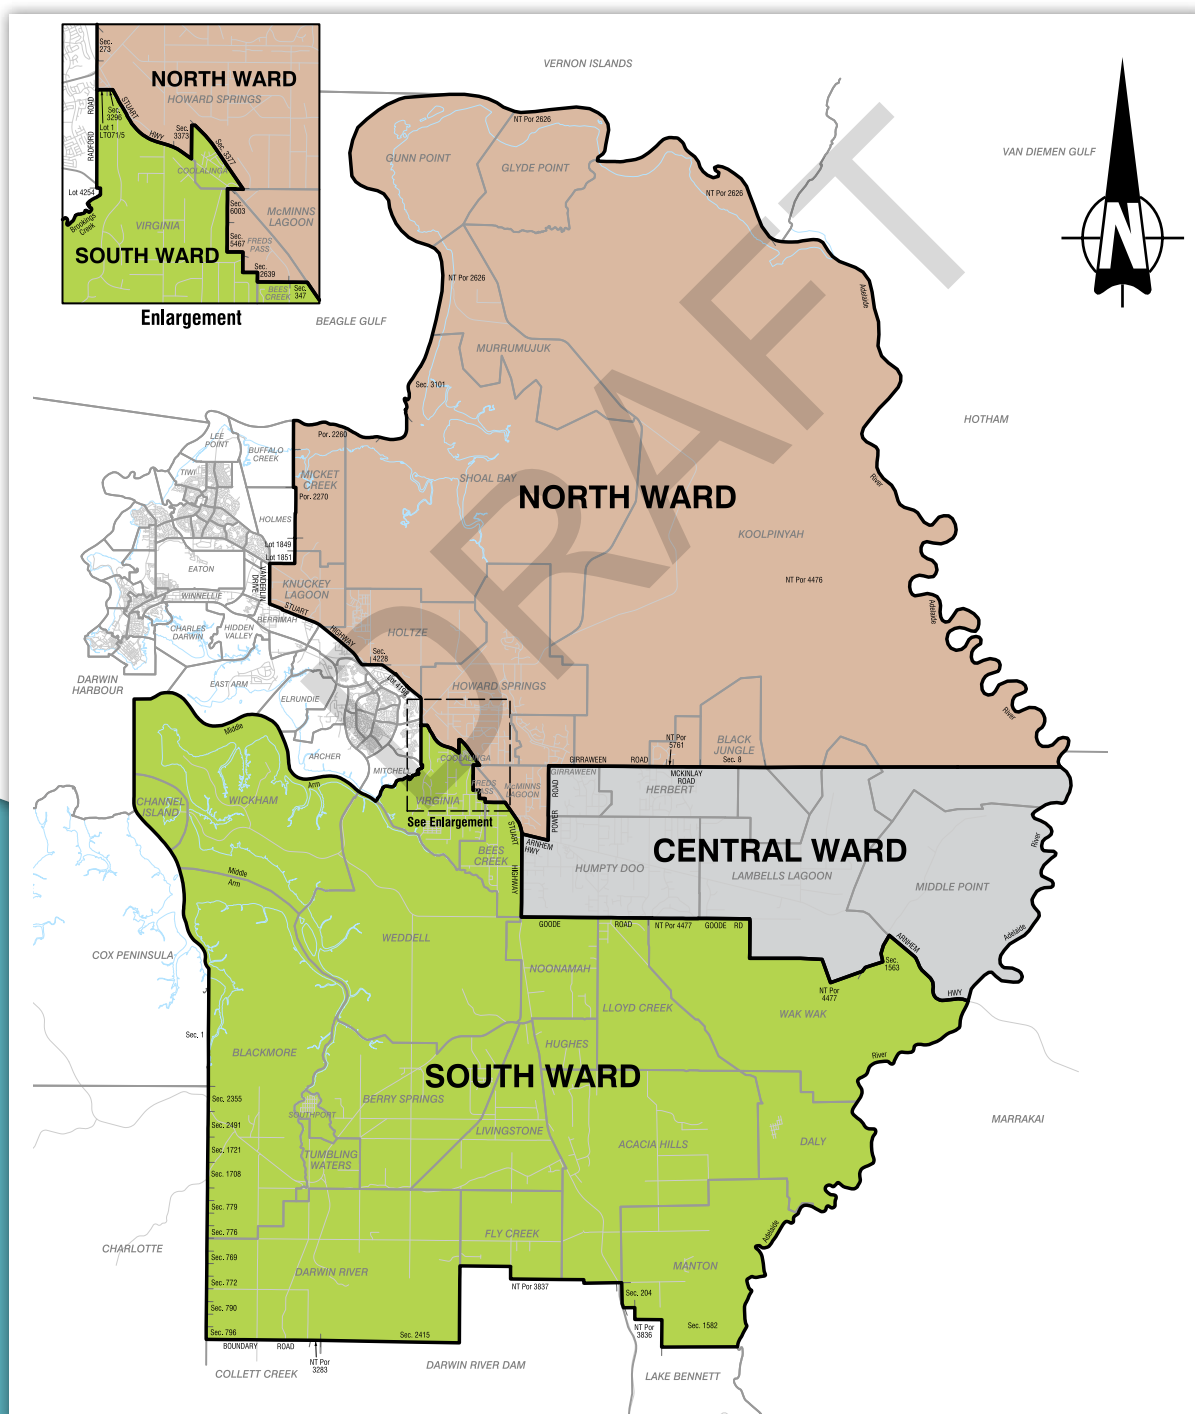 Sec.
273
NORTH WARD
HOWARD SPRINGS
ROAD
RADFORD
Sec.
3296
Lot 1
LTO71/5
STUART
HWY
Sec.
3373
Sec. 3377
COOLALINGA
Lot 4254
Brookings
Creek
VIRGINIA
SOUTH WARD
Sec.
6003
McMINNS
LAGOON
Sec.
5467
FREDS
PASS
Sec.
2639
BEES
CREEK
Sec.
347
Enlargement
VERNON ISLANDS
VAN DIEMEN GULF
N
NT Por 2626
GUNN POINT
GLYDE POINT
NT Por 2626
NT Por 2626
Adelaide
BEAGLE GULF
MURRUMUJUK
Sec. 3101
HOTHAM
LEE
POINT
BUFFALO
CREEK
Por. 2260
TIWI
MICKET
CREEK
SHOAL BAY
River
Por. 2270
NORTH WARD
HOLMES
KOOLPINYAH
Lot 1849
Lot 1851
EATON
VANDERLIN
DRIVE
KNUCKEY
LAGOON
NT Por 4476
WINNELLIE
STUART
HIGHWAY
BERRIMAH
Adelaide
CHARLES
DARWIN
HIDDEN
VALLEY
HOLTZE
Sec.
4228
DARWIN
HARBOUR
EAST ARM
Lot 4198
ELRUNDIE
HOWARD SPRINGS
River
Middle
NT Por
5761
BLACK
JUNGLE
Sec. 8
ARCHER
COOLALINGA
GIRRAWEEN
ROAD
MITCHELL
GIRRAWEEN
MCKINLAY
ROAD
Arm
FREDS
PASS
McMINNS
LAGOON
HERBERT
CHANNEL
ISLAND
WICKHAM
VIRGINIA
POWER
ROAD
See Enlargement
STUART
HIGHWAY
ARNHEM
HWY
River
BEES
CREEK
CENTRAL WARD
Middle
Arm
HUMPTY DOO
LAMBELLS LAGOON
MIDDLE POINT
GOODE
ROAD
NT Por 4477
GOODE
RD
WEDDELL
ARNHEM
Adelaide
COX PENINSULA
NOONAMAH
Sec.
1563
NT Por
4477
HWY
LLOYD CREEK
WAK WAK
Sec. 1
HUGHES
BLACKMORE
River
SOUTH WARD
Sec. 2355
BERRY SPRINGS
SOUTHPORT
Sec. 2491
LIVINGSTONE
MARRAKAI
Sec. 1721
TUMBLING
WATERS
ACACIA HILLS
DALY
Sec. 1708
Sec. 779
Sec. 776
FLY CREEK
Adelaide
CHARLOTTE
Sec. 769
DARWIN RIVER
MANTON
Sec. 772
NT Por 3837
Sec. 204
Sec. 790
Sec. 796
Sec. 2415
NT Por
3836
Sec. 1582
BOUNDARY
ROAD
NT Por
3283
COLLETT CREEK
DARWIN RIVER DAM
LAKE BENNETT
DRAFT